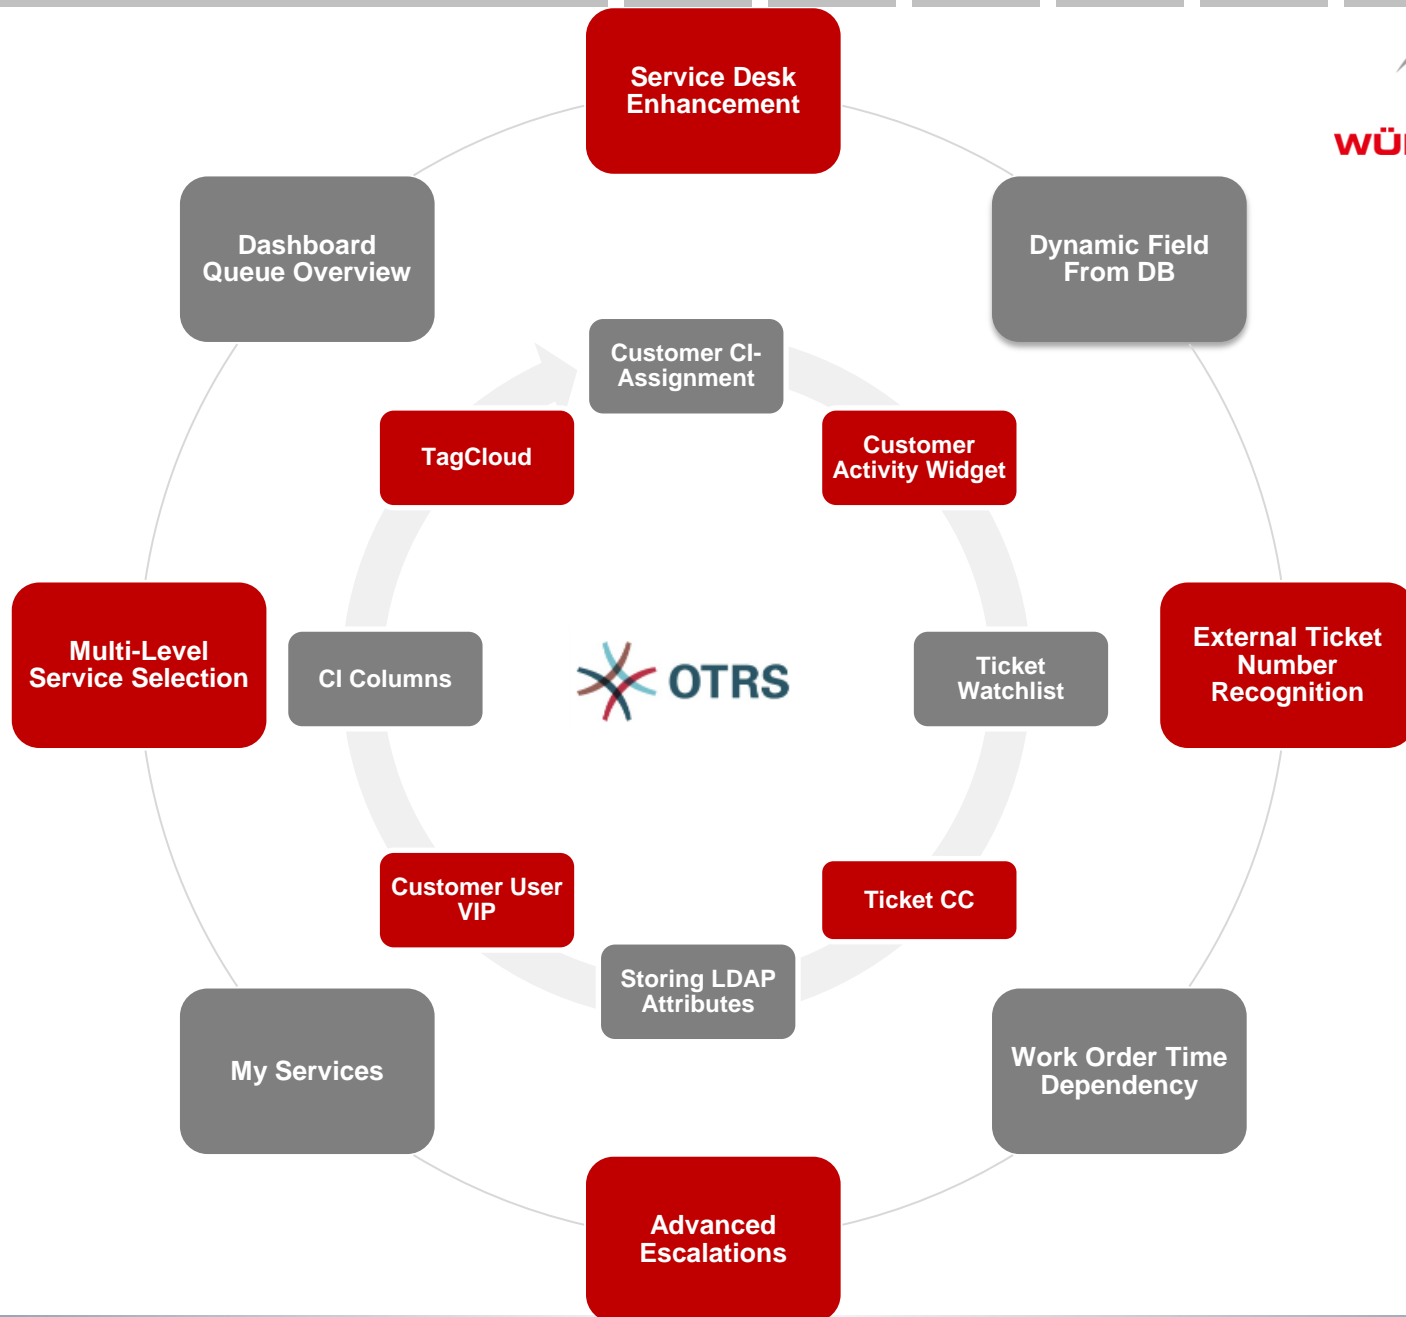 Service Desk
Enhancement
Dashboard
Queue Overview
Dynamic Field
From DB
Customer CI-
Assignment
TagCloud
Customer
Activity Widget
Multi-Level
Service Selection
CI Columns
OTRS
Ticket
Watchlist
External Ticket
Number
Recognition
Customer User
VIP
Ticket CC
Storing LDAP
Attributes
My Services
Work Order Time
Dependency
Advanced
Escalations